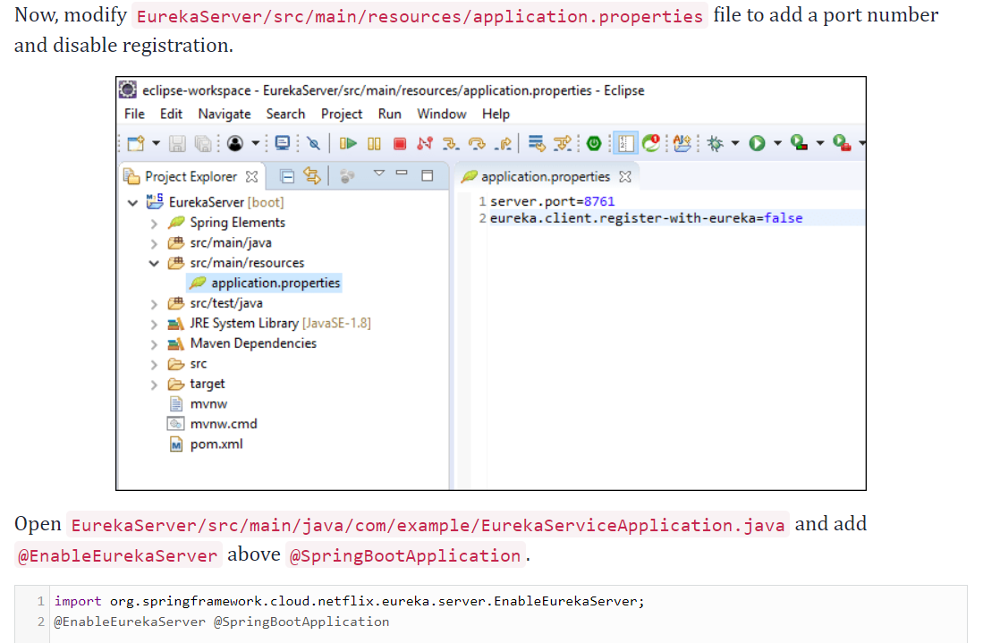 Now, modify EurekaServer/src/main/resources/application.properties file to add a port number
and disable registration.
eclipse-workspace - EurekaServer/src/main/resources/application.properties - Eclipse
File Edit Navigate Search Project Run Window Help
Project Explorer
EurekaServer [boot]
Spring Elements
src/main/java
src/main/resources
application.properties
src/test/java
JRE System Library [JavaSE-1.8]
Maven Dependencies
src
target
mvnw
mvnw.cmd
pom.xml
application.properties
1 server.port=8761
2 eureka.client.register-with-eureka=false
Open EurekaServer/src/main/java/com/example/EurekaServiceApplication.java and add
@EnableEurekaServer above @SpringBootApplication.
1 import org.springframework.cloud.netflix.eureka.server.EnableEurekaServer;
2 @EnableEurekaServer @SpringBootApplication